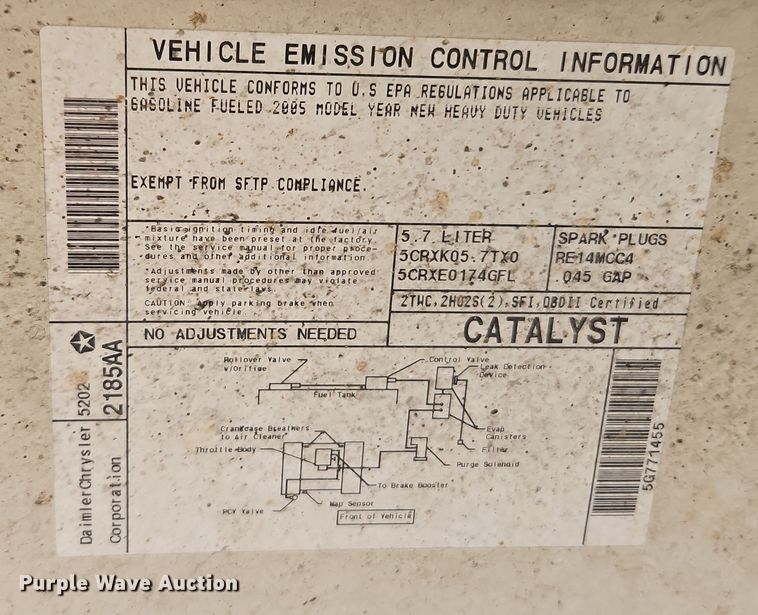 VEHICLE EMISSION CONTROL INFORMATION
THIS VEHICLE CONFORMS TO U.S EPA REGULATIONS APPLICABLE TO
GASOLINE FUELED 2005 MODEL YEAR NEW HEAVY DUTY VEHICLES
EXEMPT FROM SFTP COMPLIANCE.
Basic ignition timing and idle fuel/air
mixture have been preset at the factory.
See the service manual for proper proce-
dures and other additional information.
Adjustments made by other than approved
service manual procedures may violate
federal and state laws.
CAUTION: Apply parking brake when
servicing vehicle
NO ADJUSTMENTS NEEDED
5.7 LITER
5CRXK05.7TX0
5CRXE0174GFL
SPARK PLUGS
RE14MCC4
.045 GAP
2TWC,2HO2S(2),SFI,OBDII Certified
CATALYST
DaimlerChrysler
Corporation
5202
2185AA
Rollover Valve
w/Orifice
Fuel Tank
Control Valve
Leak Detection
Device
Crankcase Breathers
to Air Cleaner
Throttle Body
Evap
Canisters
Filter
Purge Solenoid
To Brake Booster
Map Sensor
PCV Valve
Front of Vehicle
5G771455
Purple Wave Auction